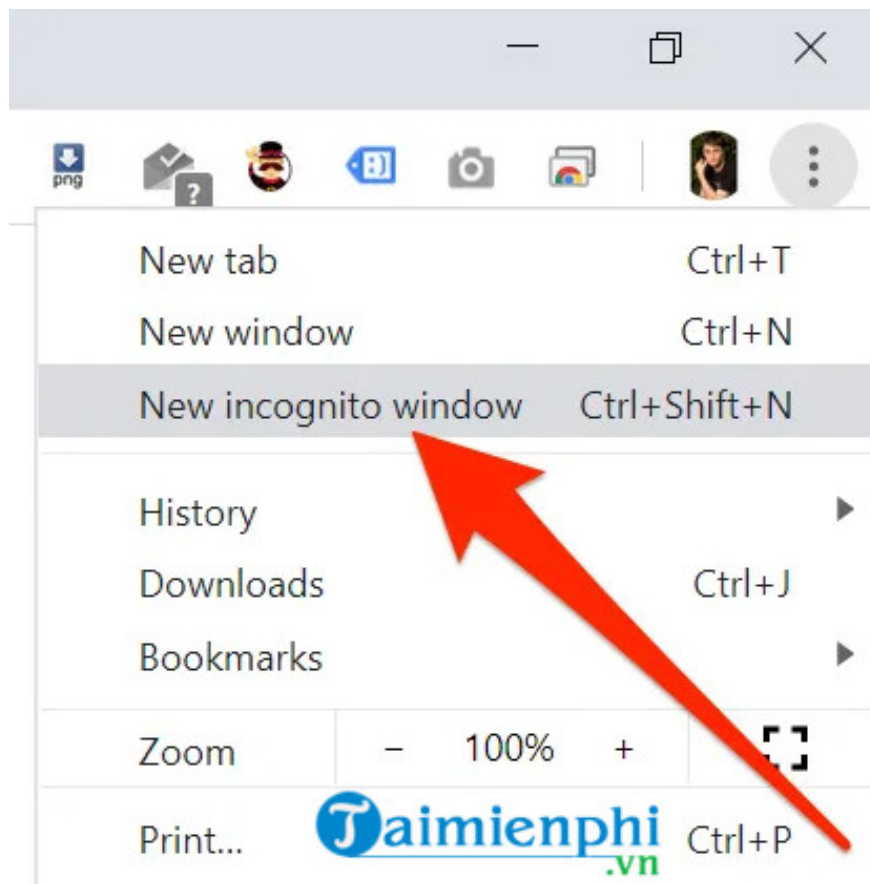 png
?
New tab Ctrl+T
New window Ctrl+N
New incognito window Ctrl+Shift+N
History
Downloads Ctrl+J
Bookmarks
Zoom − 100% +
Print... Ctrl+P
Taimienphi
.vn